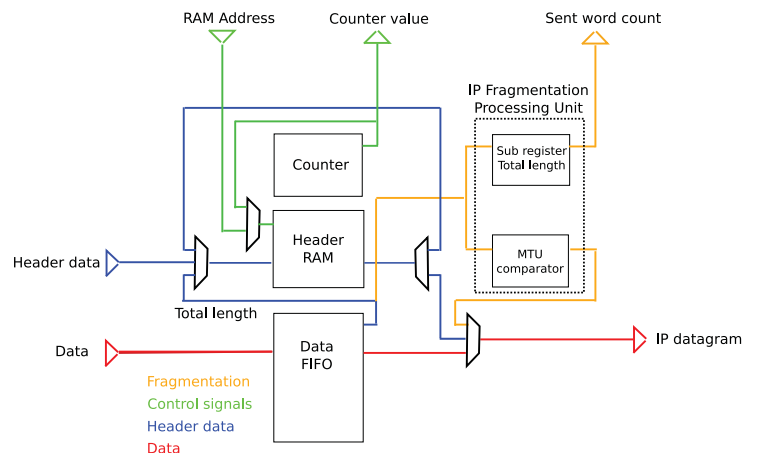 RAM Address
Counter value
Sent word count
IP Fragmentation
Processing Unit
Counter
Sub register
Total length
Header
RAM
MTU
comparator
Header data
Total length
Data
Data
FIFO
IP datagram
Fragmentation
Control signals
Header data
Data